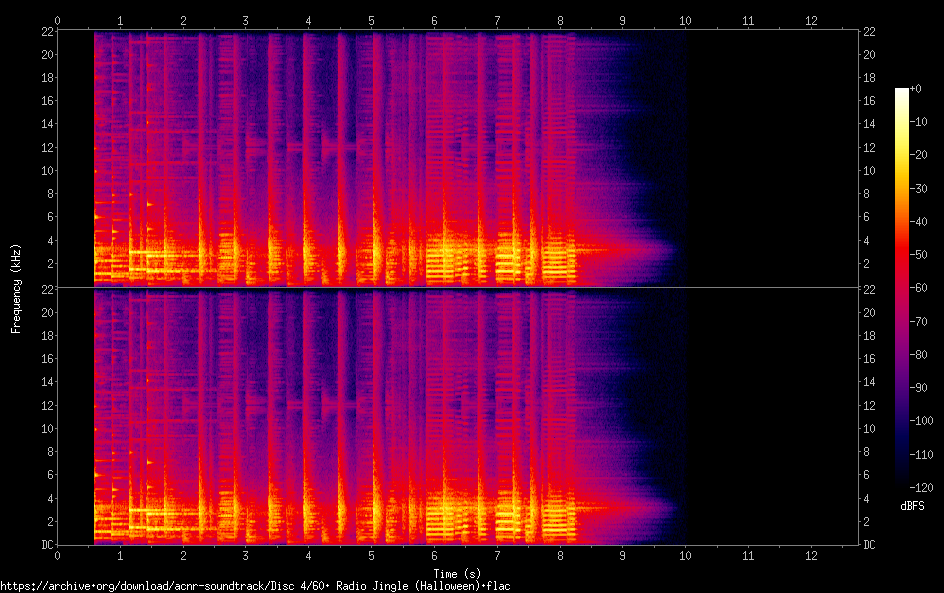 0 1 2 3 4 5 6 7 8 9 10 11 12
22 22
20 20 +0
18 18 -10
16 16
14 14 -20
12 12 -30
10 10
8 8 -40
6 6
4 4 -50
2 2
22 22 -60
20 20
18 18 -70
16 16 -80
14 14
12 12 -90
10 10
8 8 -100
6 6 -110
4 4 -120
2 2 dBFS
DC DC
0 1 2 3 4 5 6 7 8 9 10 11 12
Frequency (kHz)
Time (s)
https://archive•org/download/acnr-soundtrack/Disc 4/60• Radio Jingle (Halloween)•flac